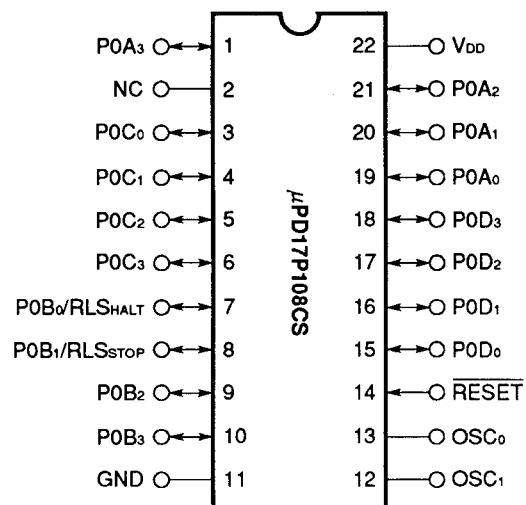 P0A3 1 22 VDD
NC 2 21 P0A2
P0C0 3 20 P0A1
P0C1 4 19 P0A0
P0C2 5 18 P0D3
P0C3 6 17 P0D2
P0B0/RLSHALT 7 16 P0D1
P0B1/RLSSTOP 8 15 P0D0
P0B2 9 14 RESET
P0B3 10 13 OSC0
GND 11 12 OSC1
μPD17P108CS